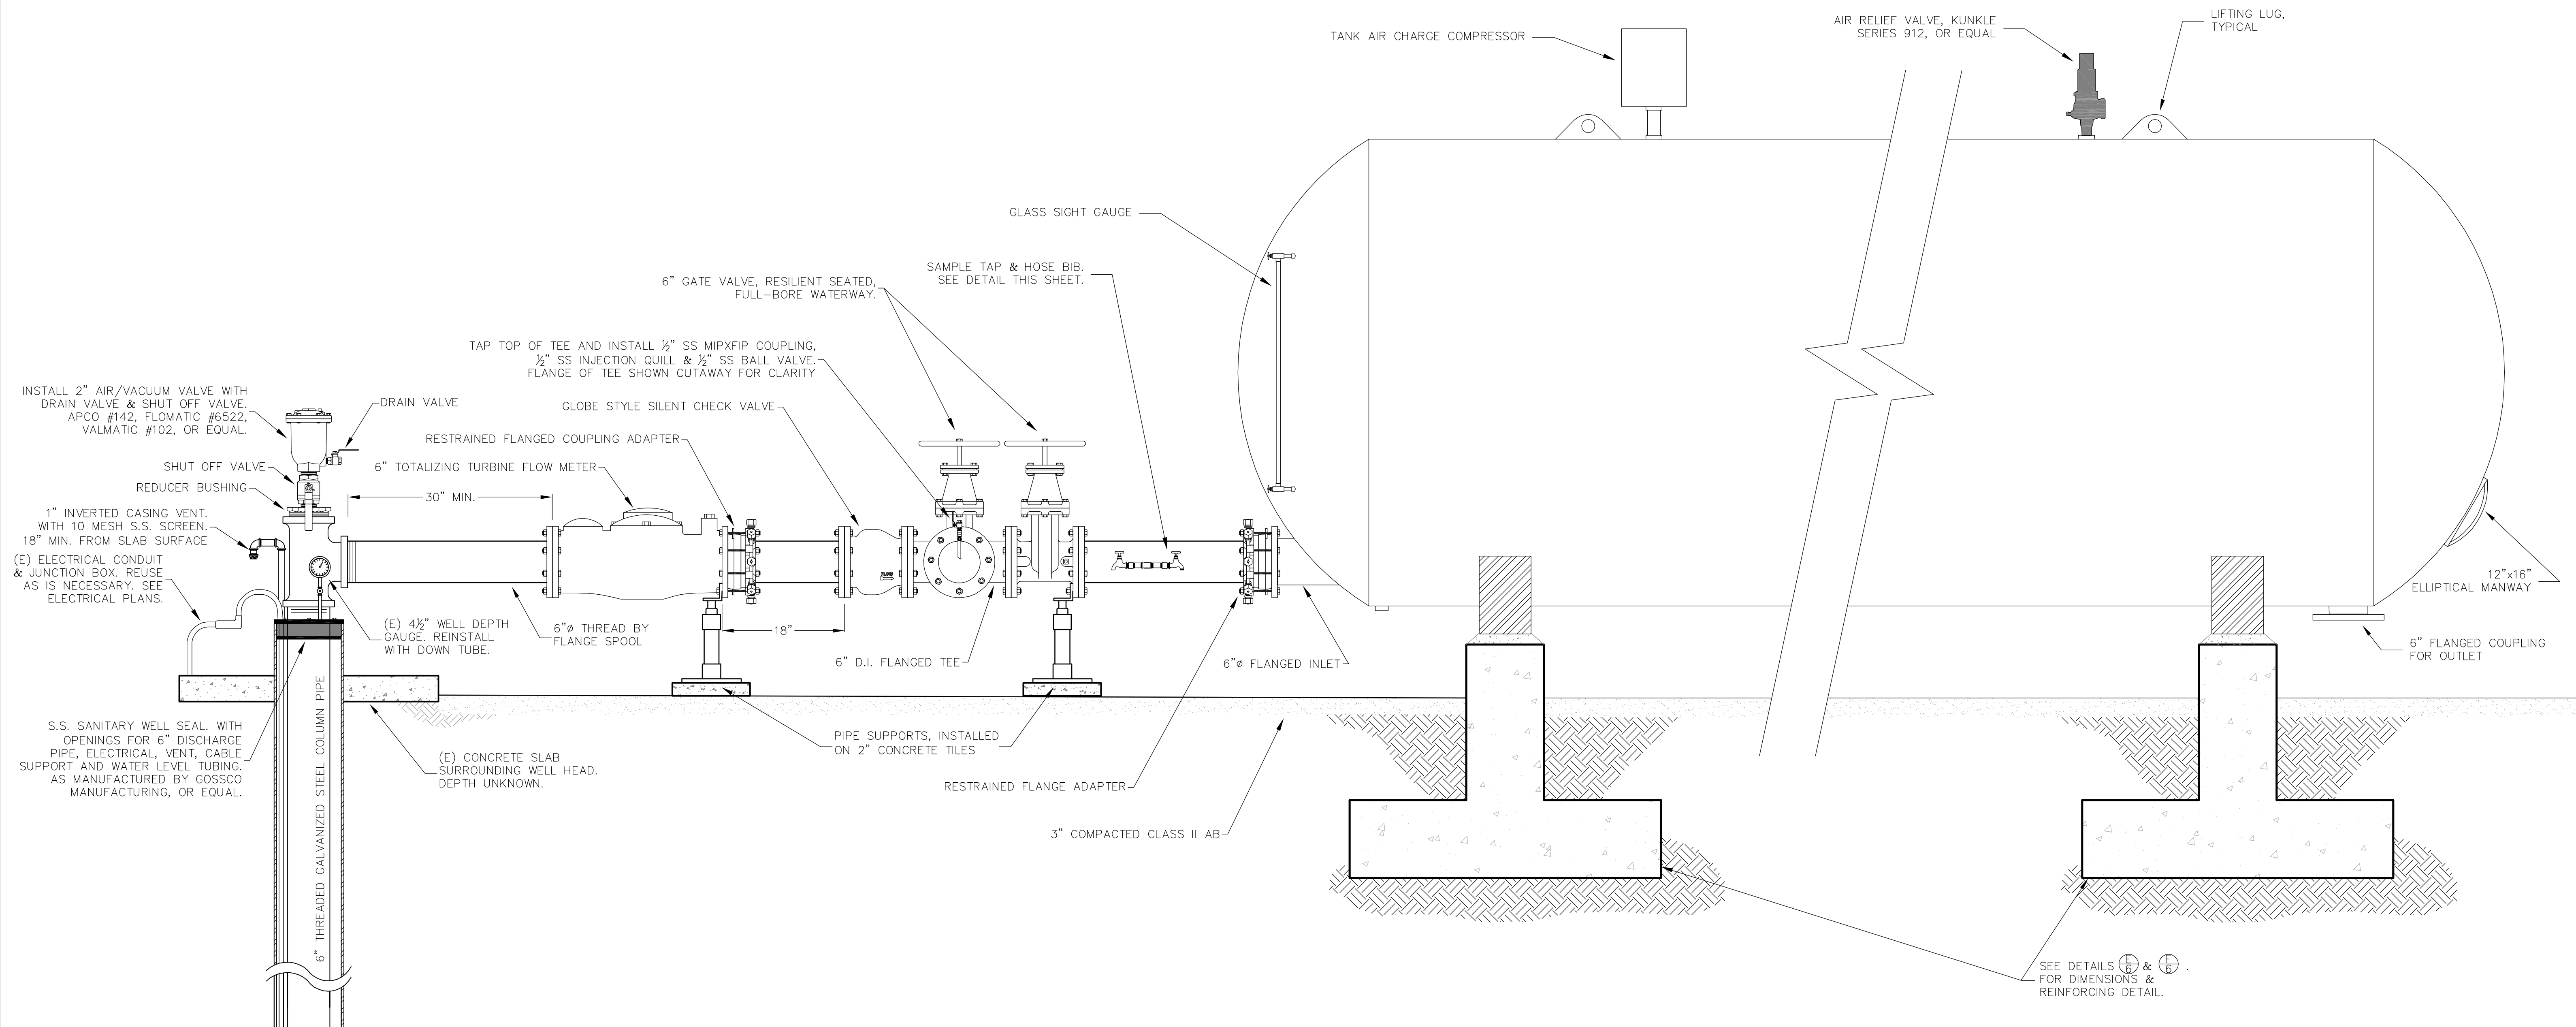 TANK AIR CHARGE COMPRESSOR
AIR RELIEF VALVE, KUNKLE
SERIES 912, OR EQUAL
LIFTING LUG,
TYPICAL
GLASS SIGHT GAUGE
SAMPLE TAP & HOSE BIB.
SEE DETAIL THIS SHEET.
6" GATE VALVE, RESILIENT SEATED,
FULL-BORE WATERWAY.
TAP TOP OF TEE AND INSTALL ½" SS MIPXFIP COUPLING,
½" SS INJECTION QUILL & ½" SS BALL VALVE.
FLANGE OF TEE SHOWN CUTAWAY FOR CLARITY
INSTALL 2" AIR/VACUUM VALVE WITH
DRAIN VALVE & SHUT OFF VALVE.
APCO #142, FLOMATIC #6522,
VALMATIC #102, OR EQUAL.
DRAIN VALVE
GLOBE STYLE SILENT CHECK VALVE
RESTRAINED FLANGED COUPLING ADAPTER
6" TOTALIZING TURBINE FLOW METER
SHUT OFF VALVE
REDUCER BUSHING
30" MIN.
1" INVERTED CASING VENT.
WITH 10 MESH S.S. SCREEN.
18" MIN. FROM SLAB SURFACE
(E) ELECTRICAL CONDUIT
& JUNCTION BOX. REUSE
AS IS NECESSARY. SEE
ELECTRICAL PLANS.
FLOW
12"x16"
ELLIPTICAL MANWAY
(E) 4½" WELL DEPTH
GAUGE. REINSTALL
WITH DOWN TUBE.
6"ø THREAD BY
FLANGE SPOOL
18"
6" D.I. FLANGED TEE
6"ø FLANGED INLET
6" FLANGED COUPLING
FOR OUTLET
S.S. SANITARY WELL SEAL. WITH
OPENINGS FOR 6" DISCHARGE
PIPE, ELECTRICAL, VENT, CABLE
SUPPORT AND WATER LEVEL TUBING.
AS MANUFACTURED BY GOSSCO
MANUFACTURING, OR EQUAL.
6" THREADED GALVANIZED STEEL COLUMN PIPE
(E) CONCRETE SLAB
SURROUNDING WELL HEAD.
DEPTH UNKNOWN.
PIPE SUPPORTS, INSTALLED
ON 2" CONCRETE TILES
RESTRAINED FLANGE ADAPTER
3" COMPACTED CLASS II AB
SEE DETAILS E 6 & F 6 .
FOR DIMENSIONS &
REINFORCING DETAIL.